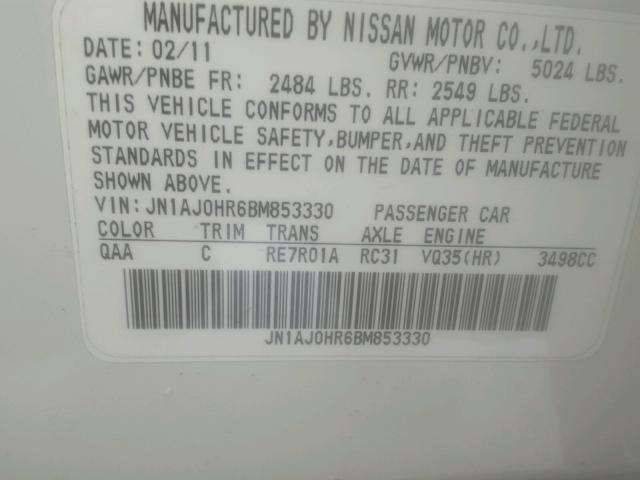 MANUFACTURED BY NISSAN MOTOR CO.,LTD.
DATE: 02/11 GVWR/PNBV: 5024 LBS.
GAWR/PNBE FR: 2484 LBS. RR: 2549 LBS.
THIS VEHICLE CONFORMS TO ALL APPLICABLE FEDERAL
MOTOR VEHICLE SAFETY,BUMPER,AND THEFT PREVENTION
STANDARDS IN EFFECT ON THE DATE OF MANUFACTURE
SHOWN ABOVE.
VIN: JN1AJ0HR6BM853330 PASSENGER CAR
COLOR TRIM TRANS AXLE ENGINE
QAA C RE7R01A RC31 VQ35(HR) 3498CC
JN1AJ0HR6BM853330